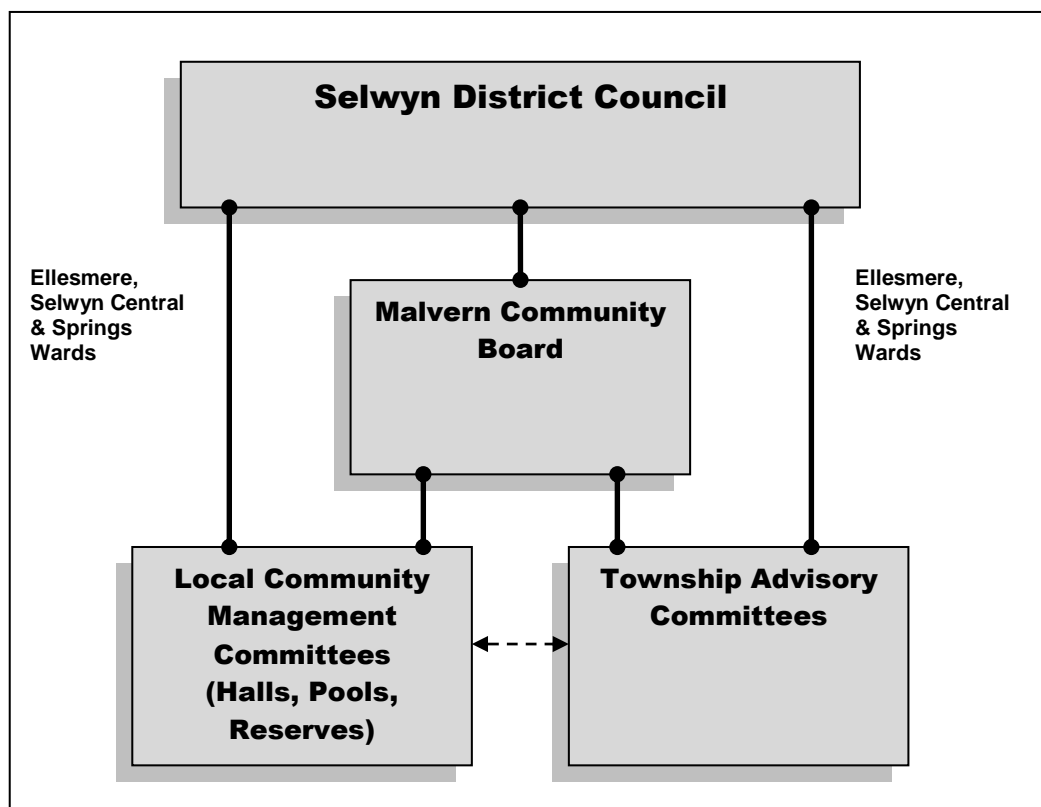 Selwyn District Council
Ellesmere,
Selwyn Central
& Springs
Wards
Malvern Community
Board
Ellesmere,
Selwyn Central
& Springs
Wards
Local Community
Management
Committees
(Halls, Pools,
Reserves)
Township Advisory
Committees